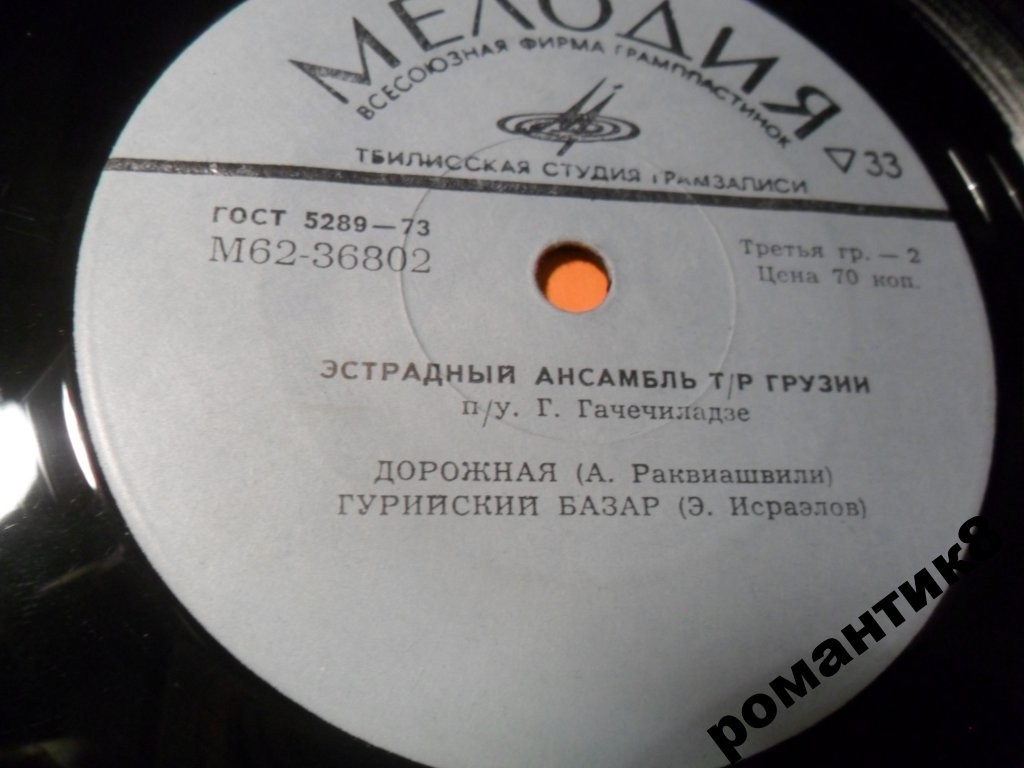 МЕЛОДИЯ
ВСЕСОЮЗНАЯ ФИРМА ГРАМПЛАСТИНОК
ТБИЛИССКАЯ СТУДИЯ ГРАМЗАПИСИ
▽33
ГОСТ 5289—73
М62-36802
Третья гр. — 2
Цена 70 коп.
ЭСТРАДНЫЙ АНСАМБЛЬ Т/Р ГРУЗИИ
п/у. Г. Гачечиладзе
ДОРОЖНАЯ (А. Раквиашвили)
ГУРИЙСКИЙ БАЗАР (Э. Исраэлов)
романтик8